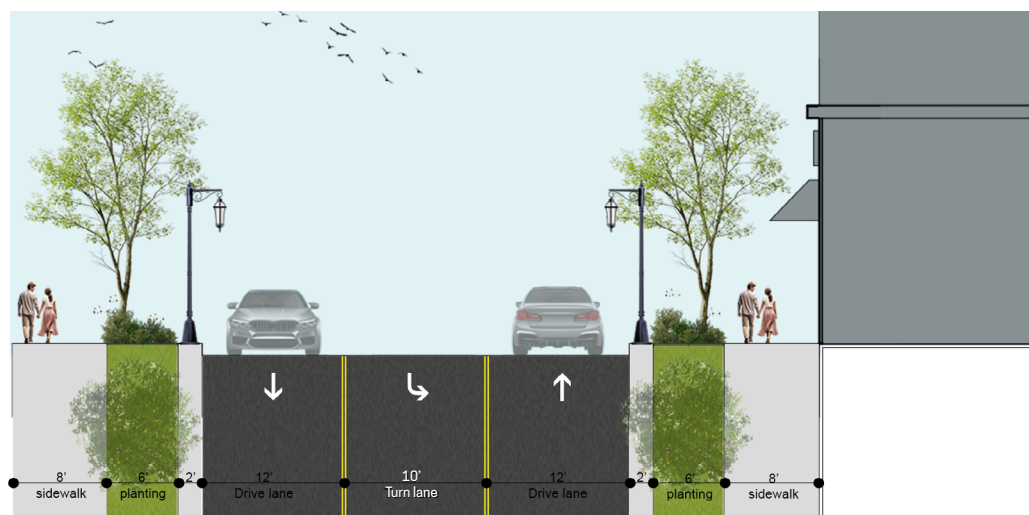 8' 6' 2' 12' 10' 12' 2' 6' 8'
sidewalk planting Drive lane Turn lane Drive lane planting sidewalk